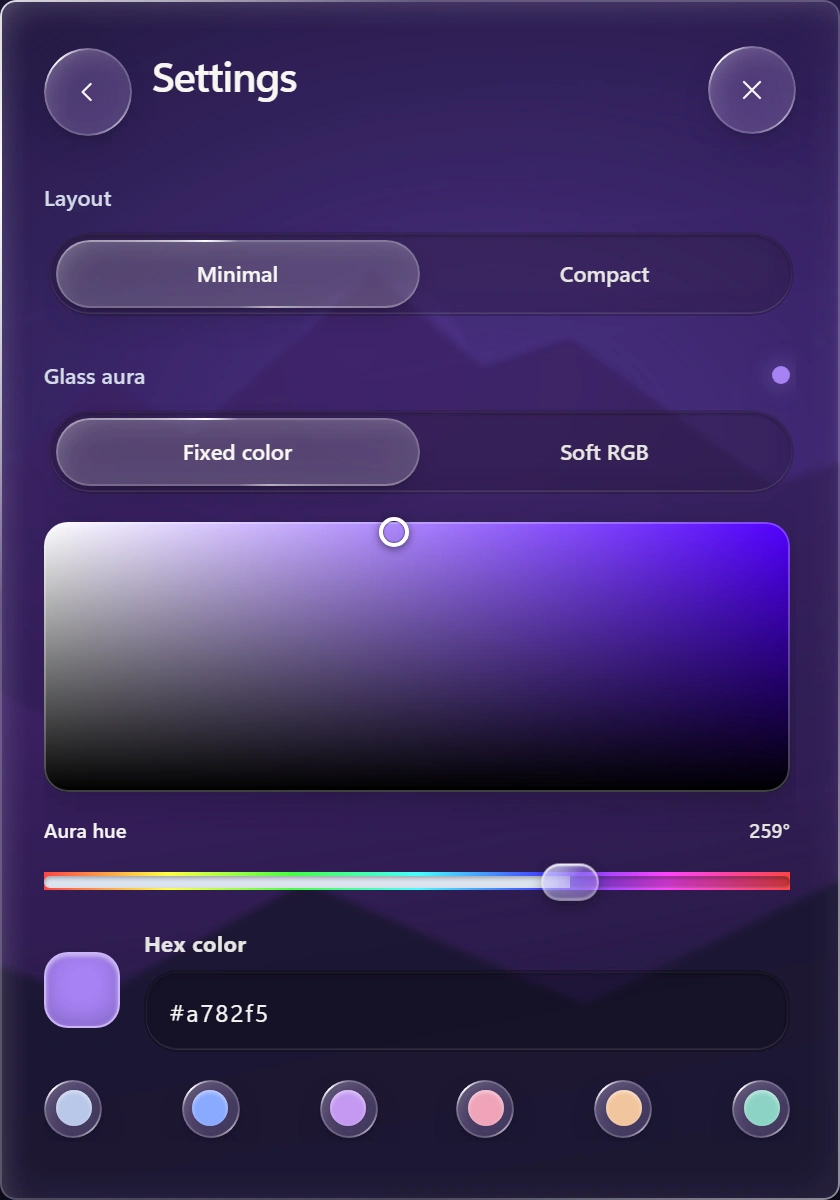 Settings
Layout
Minimal Compact
Glass aura
Fixed color Soft RGB
Aura hue 259°
Hex color
#a782f5